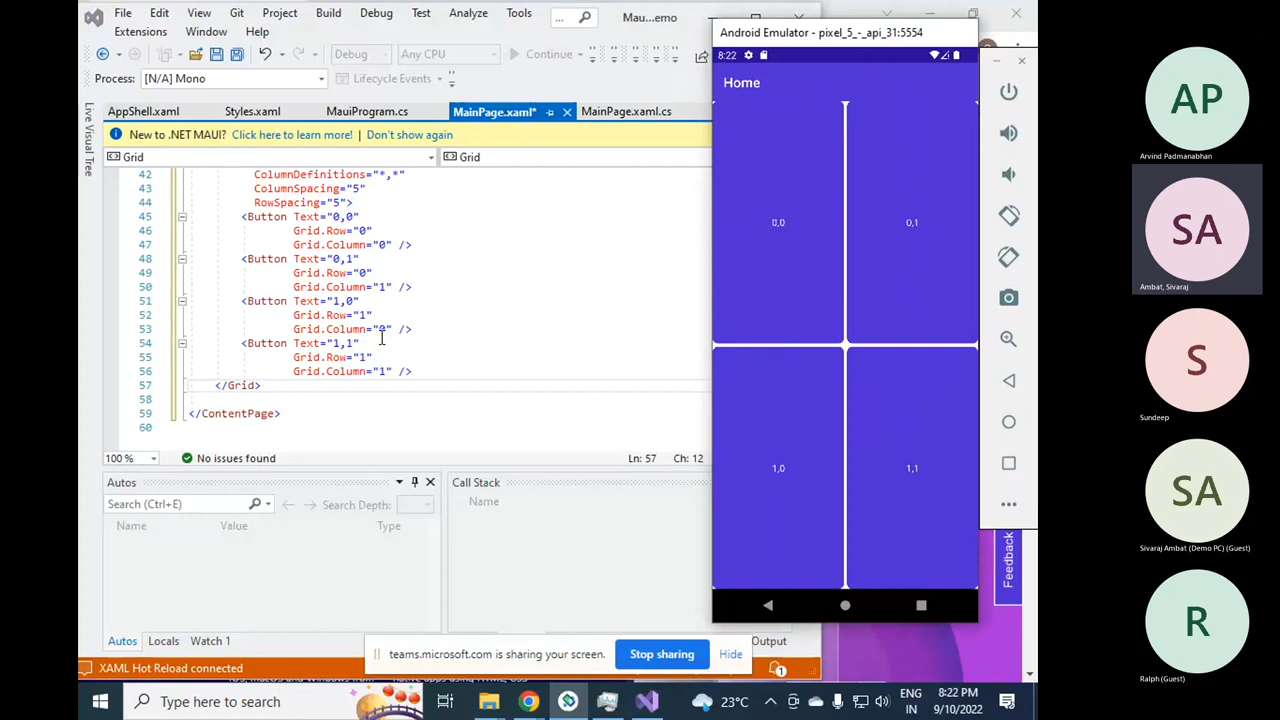 File Edit View Git Project Build Debug Test Analyze Tools ... Mau...emo
Extensions Window Help
Debug Any CPU Continue
Process: [N/A] Mono Lifecycle Events
AppShell.xaml Styles.xaml MauiProgram.cs MainPage.xaml* MainPage.xaml.cs
New to .NET MAUI? Click here to learn more! | Don't show again
Grid Grid
Live Visual Tree
42 ColumnDefinitions="*,*"
43 ColumnSpacing="5"
44 RowSpacing="5">
45 <Button Text="0,0"
46 Grid.Row="0"
47 Grid.Column="0" />
48 <Button Text="0,1"
49 Grid.Row="0"
50 Grid.Column="1" />
51 <Button Text="1,0"
52 Grid.Row="1"
53 Grid.Column="0" />
54 <Button Text="1,1"
55 Grid.Row="1"
56 Grid.Column="1" />
57 </Grid>
58
59 </ContentPage>
60
100 % No issues found Ln: 57 Ch: 12
Autos
Search (Ctrl+E) Search Depth:
Name Value Type
Call Stack
Name
Autos Locals Watch 1 Output
XAML Hot Reload connected 1
teams.microsoft.com is sharing your screen. Stop sharing Hide
Android Emulator - pixel_5_-_api_31:5554
8:22
Home
0,0 0,1
1,0 1,1
Feedback
Type here to search
23°C
ENG
IN
8:22 PM
9/10/2022
AP
Arvind Padmanabhan
SA
Ambat, Sivaraj
S
Sundeep
SA
Sivaraj Ambat (Demo PC) (Guest)
R
Ralph (Guest)